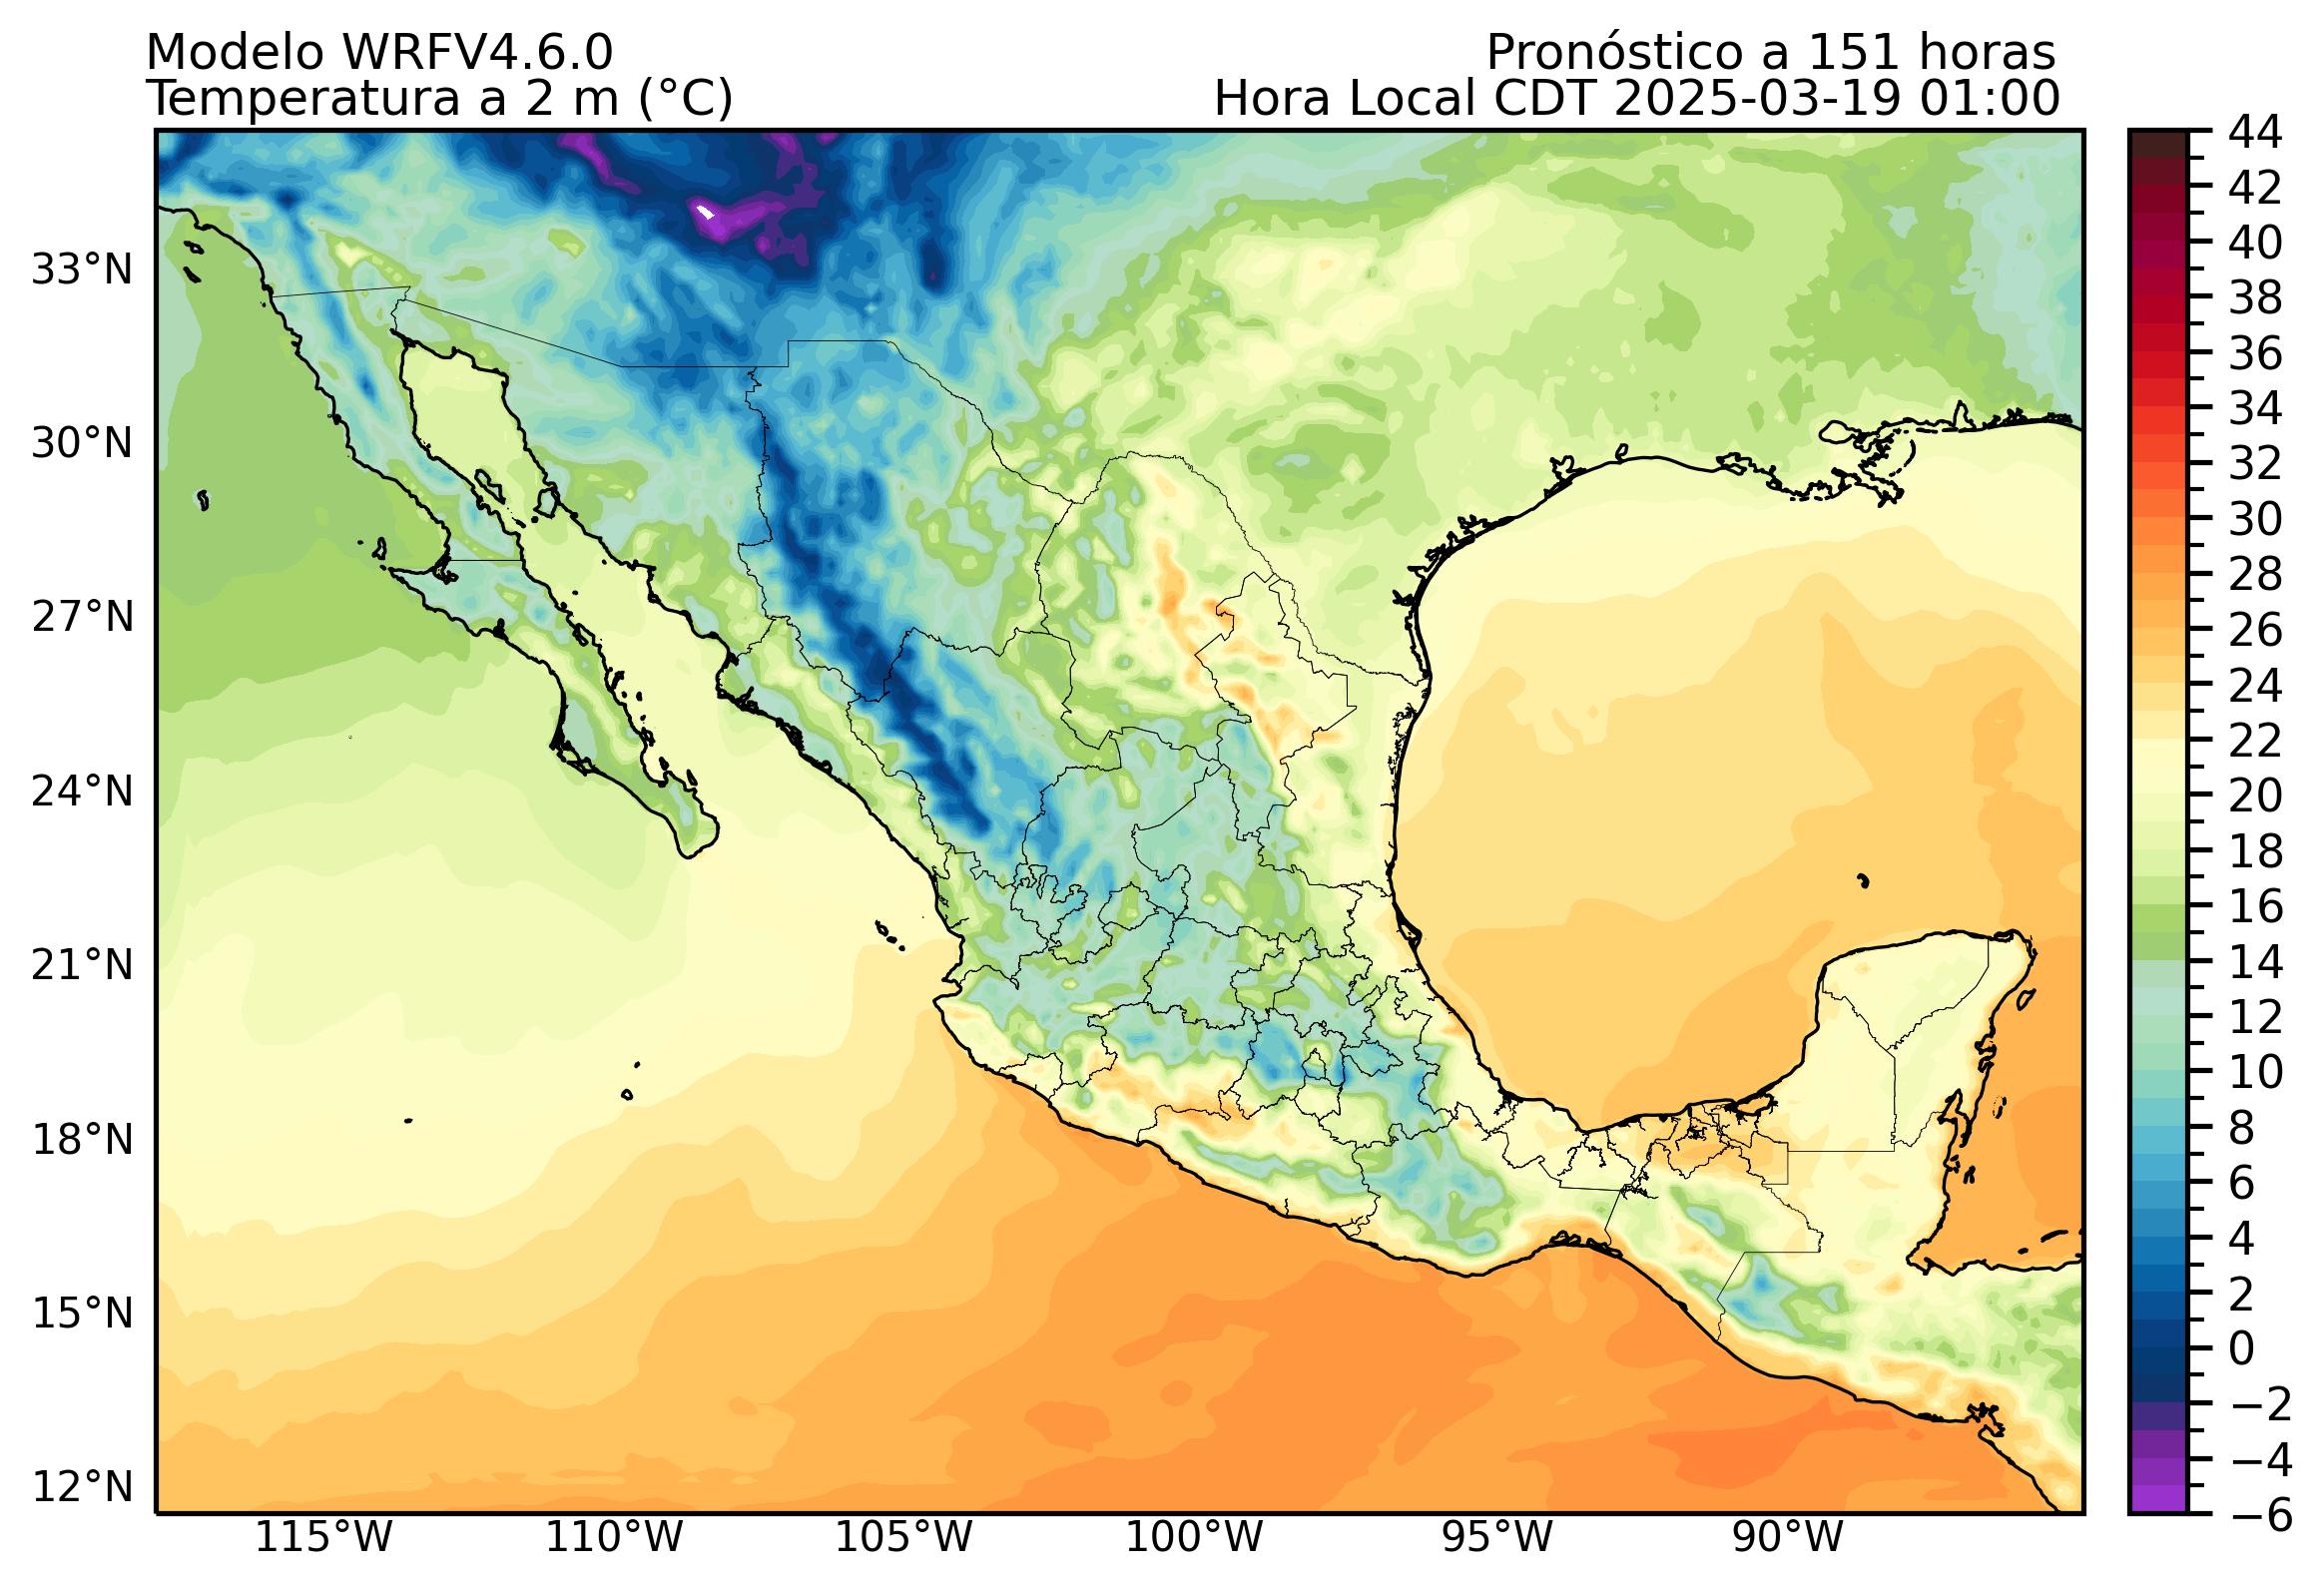 Modelo WRFV4.6.0
Pronóstico a 151 horas
Temperatura a 2 m (°C)
Hora Local CDT 2025-03-19 01:00
44
42
40
38
36
34
32
30
28
26
24
22
20
18
16
14
12
10
8
6
4
2
0
−2
−4
−6
33°N
30°N
27°N
24°N
21°N
18°N
15°N
12°N
115°W 110°W 105°W 100°W 95°W 90°W